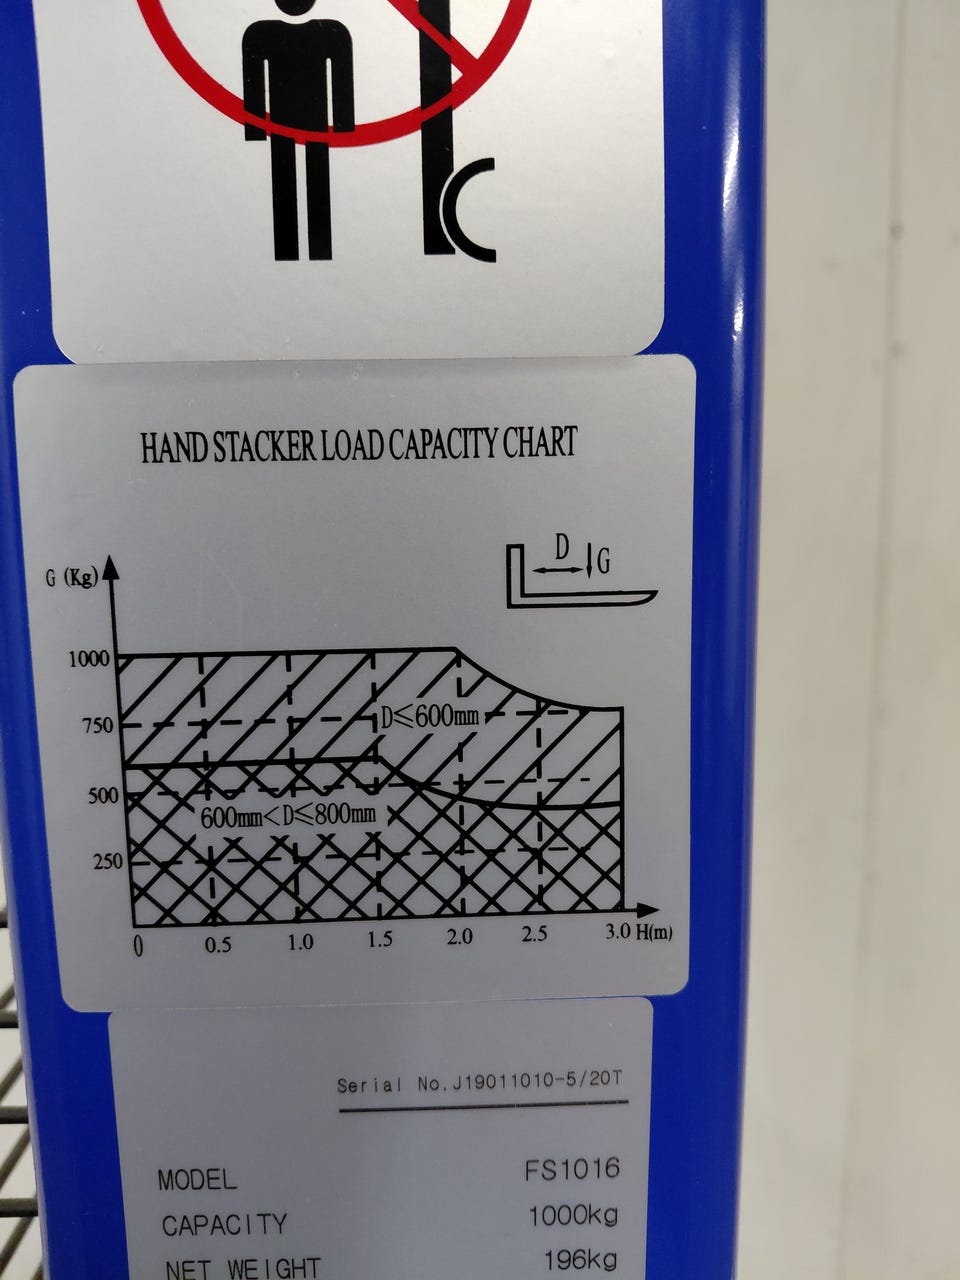 HAND STACKER LOAD CAPACITY CHART
D
G
G (Kg)
1000
750
D≤600mm
500
600mm<D≤800mm
250
0 0.5 1.0 1.5 2.0 2.5 3.0 H(m)
Serial No. J19011010-5/20T
MODEL FS1016
CAPACITY 1000kg
NET WEIGHT 196kg